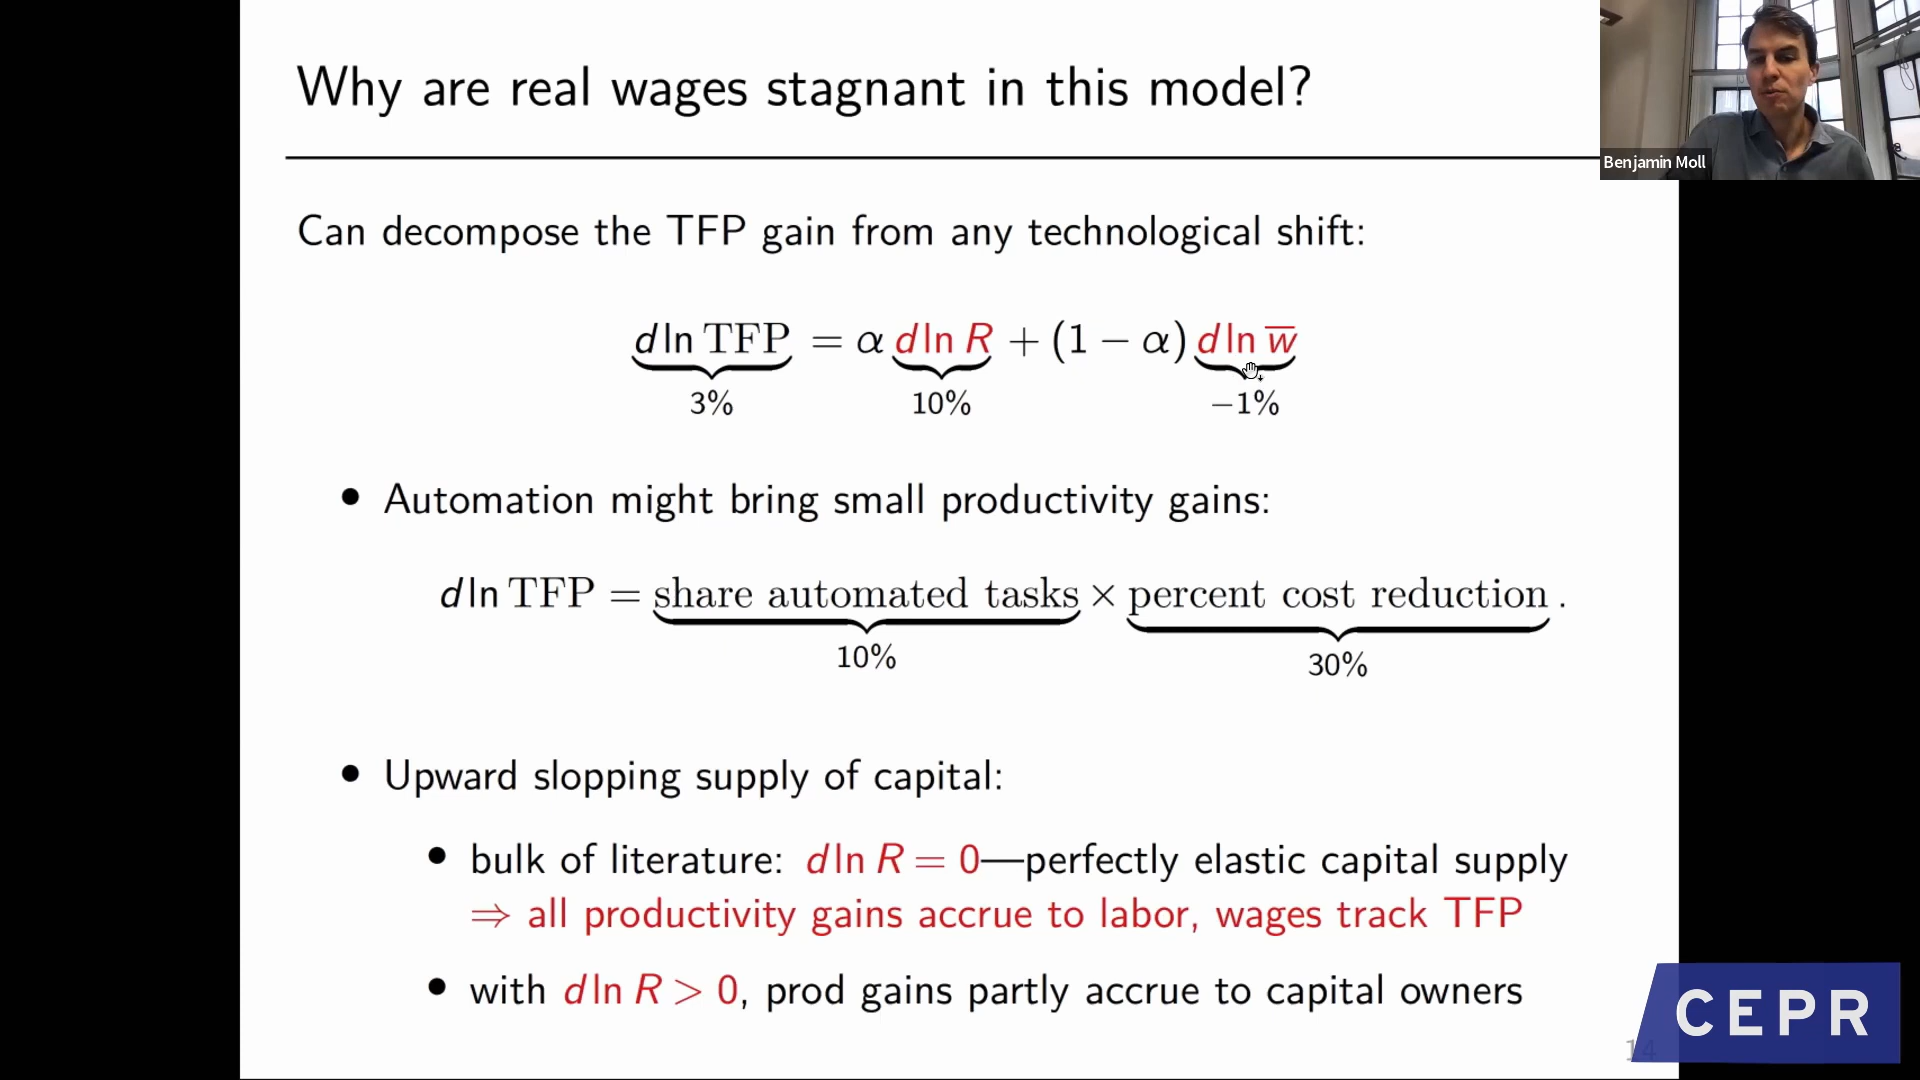 Why are real wages stagnant in this model?
Benjamin Moll
Can decompose the TFP gain from any technological shift:
d ln TFP = α d ln R + (1 − α) d ln w̅
3% 10% −1%
• Automation might bring small productivity gains:
d ln TFP = share automated tasks × percent cost reduction .
10% 30%
• Upward slopping supply of capital:
• bulk of literature: d ln R = 0—perfectly elastic capital supply
⇒ all productivity gains accrue to labor, wages track TFP
• with d ln R > 0, prod gains partly accrue to capital owners
CEPR
14